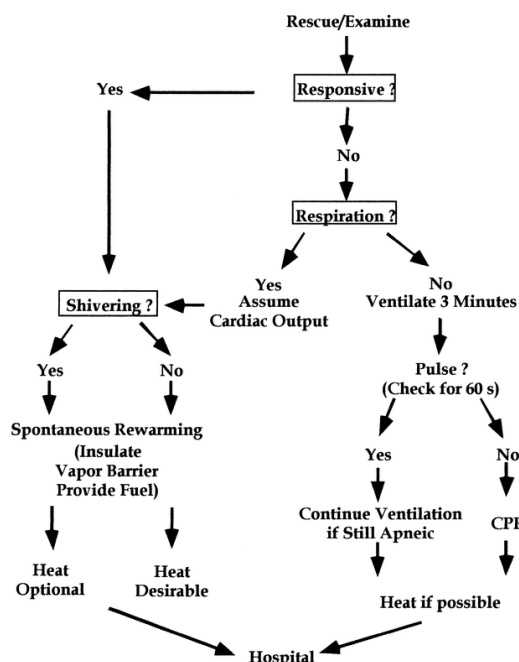 Rescue/Examine
Yes
Responsive ?
No
Respiration ?
Yes
Assume
Cardiac Output
No
Ventilate 3 Minutes
Shivering ?
Pulse ?
(Check for 60 s)
Yes
No
Yes
No
Spontaneous Rewarming
(Insulate
Vapor Barrier
Provide Fuel)
Continue Ventilation
if Still Apneic
CPR
Heat
Optional
Heat
Desirable
Heat if possible
Hospital